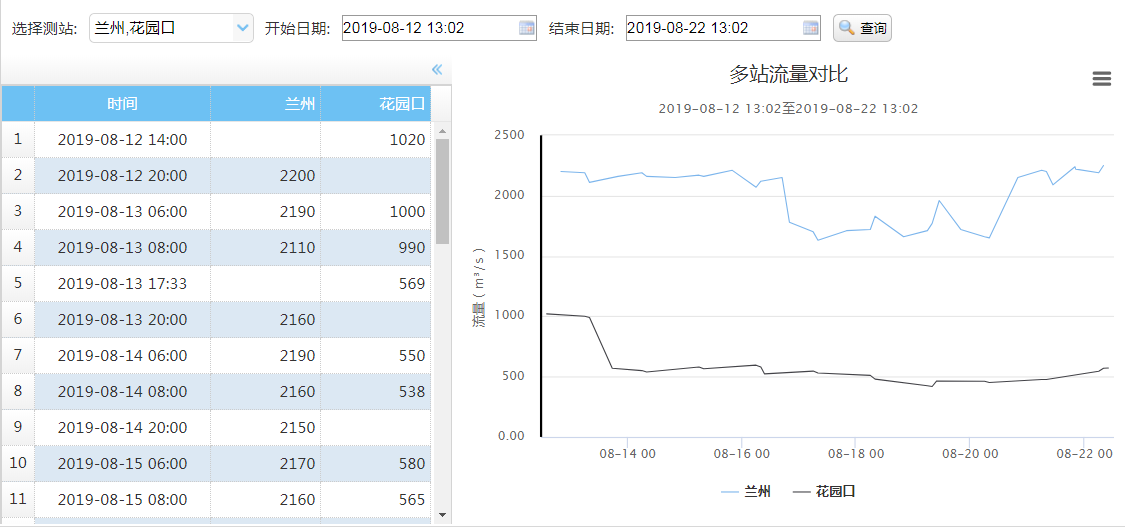 选择测站: 兰州,花园口 开始日期: 2019-08-12 13:02 结束日期: 2019-08-22 13:02 查询
时间 兰州 花园口
1 2019-08-12 14:00 1020
2 2019-08-12 20:00 2200
3 2019-08-13 06:00 2190 1000
4 2019-08-13 08:00 2110 990
5 2019-08-13 17:33 569
6 2019-08-13 20:00 2160
7 2019-08-14 06:00 2190 550
8 2019-08-14 08:00 2160 538
9 2019-08-14 20:00 2150
10 2019-08-15 06:00 2170 580
11 2019-08-15 08:00 2160 565
多站流量对比
2019-08-12 13:02至2019-08-22 13:02
流量(m³/s)
2500
2000
1500
1000
500
0.00
08-14 00 08-16 00 08-18 00 08-20 00 08-22 00
兰州 花园口